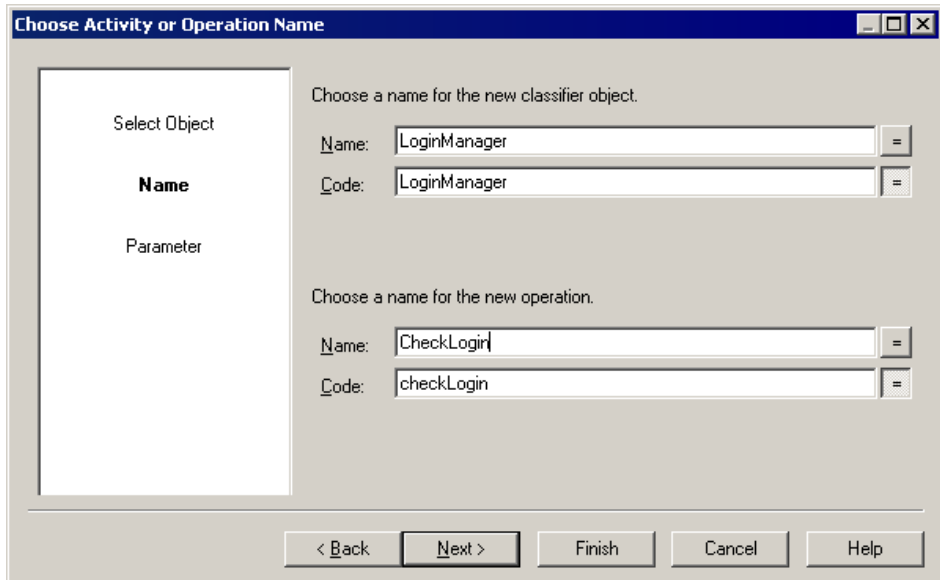 Choose Activity or Operation Name
Select Object
Name
Parameter
Choose a name for the new classifier object.
Name: LoginManager =
Code: LoginManager =
Choose a name for the new operation.
Name: CheckLogin =
Code: checkLogin =
< Back Next > Finish Cancel Help